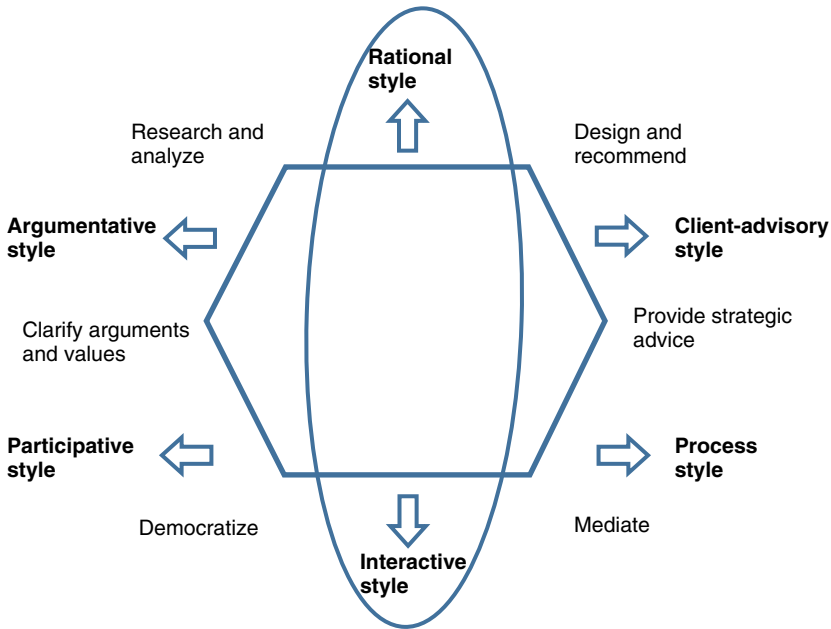 Rational
style
Research and
analyze
Design and
recommend
Argumentative
style
Client-advisory
style
Clarify arguments
and values
Provide strategic
advice
Participative
style
Process
style
Democratize
Mediate
Interactive
style